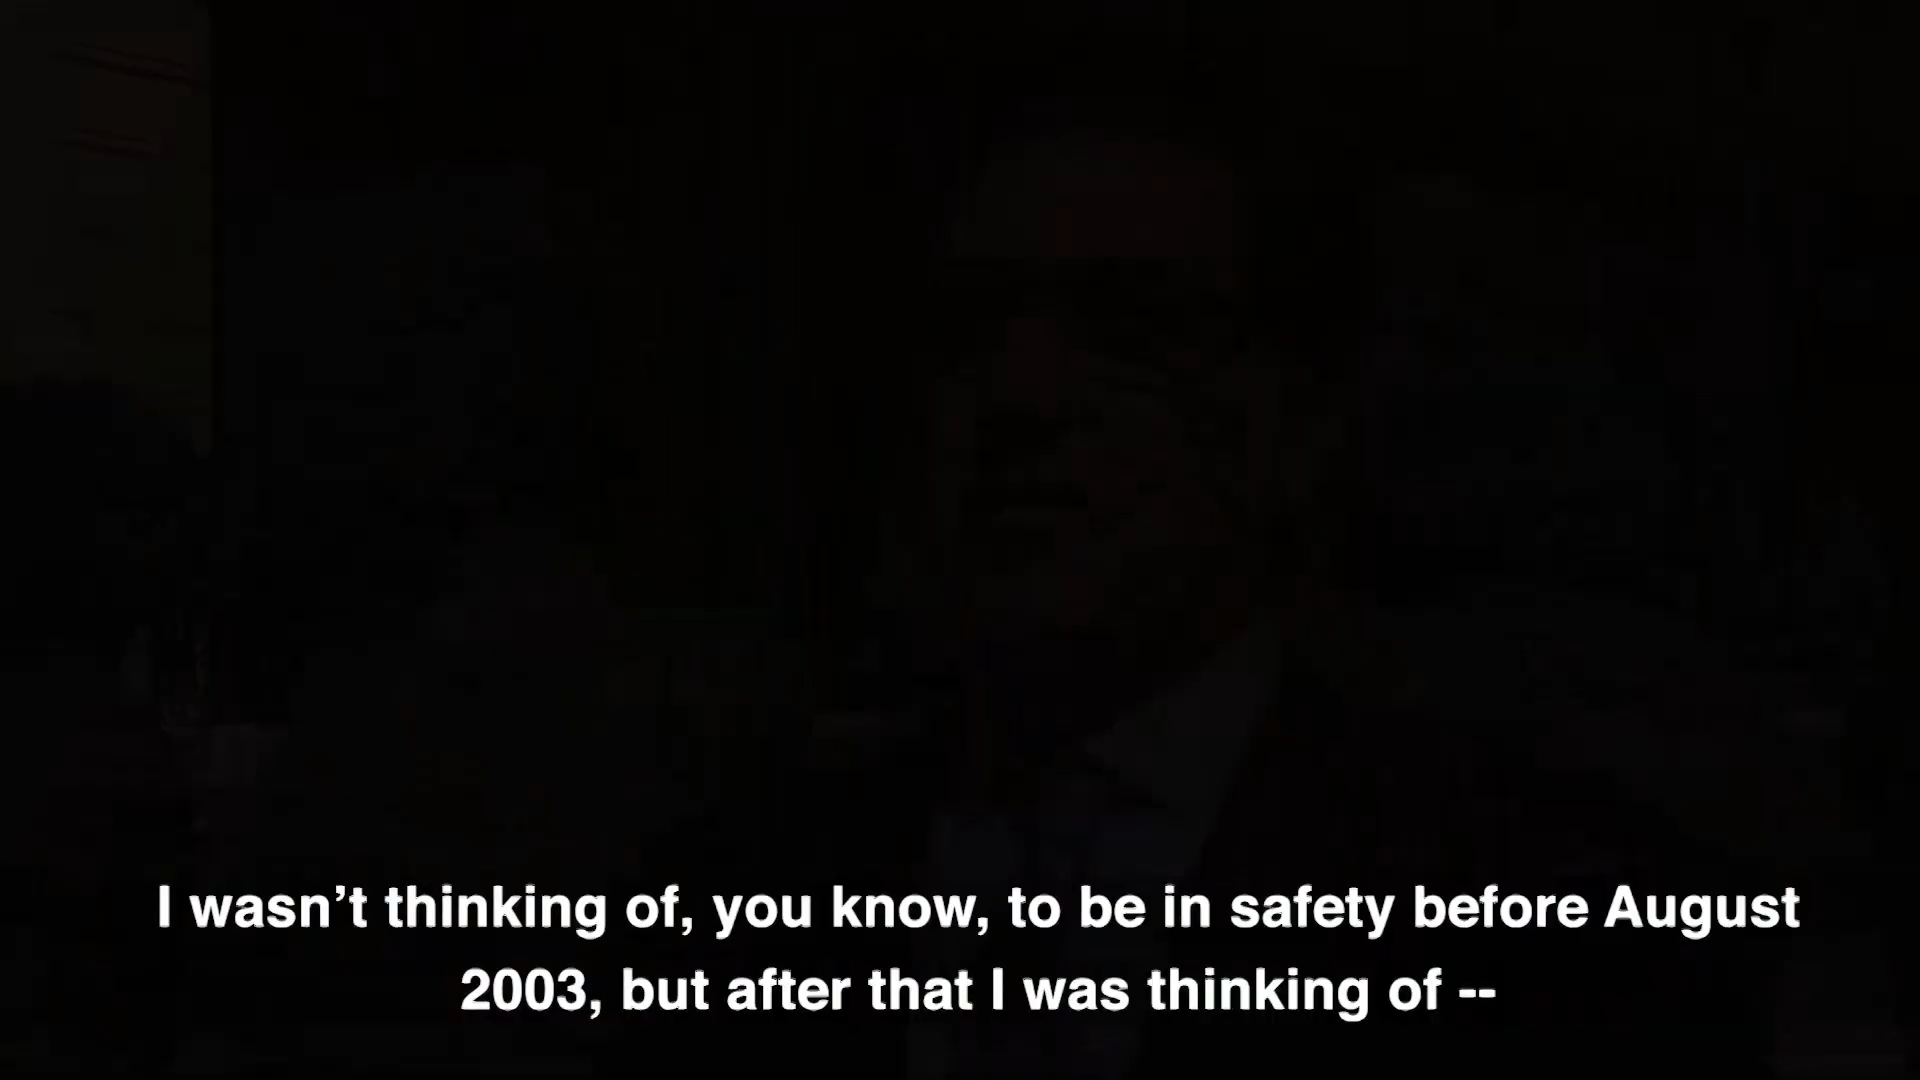 I wasn’t thinking of, you know, to be in safety before August
2003, but after that I was thinking of --